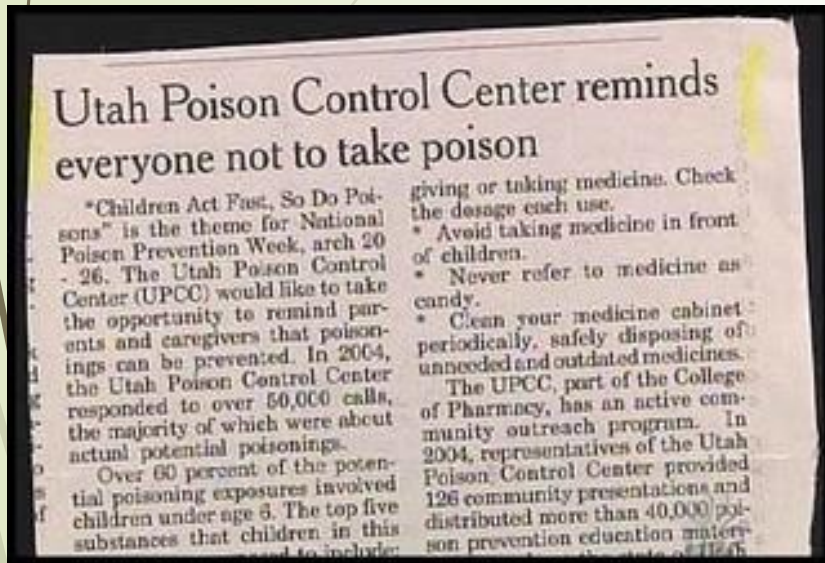 Utah Poison Control Center reminds
everyone not to take poison
"Children Act Fast, So Do Poi-
sons" is the theme for National
Poison Prevention Week, arch 20
- 26. The Utah Poison Control
Center (UPCC) would like to take
the opportunity to remind par-
ents and caregivers that poison-
ings can be prevented. In 2004,
the Utah Poison Control Center
responded to over 50,000 calls,
the majority of which were about
actual potential poisonings.
Over 60 percent of the poten-
tial poisoning exposures involved
children under age 6. The top five
substances that children in this
to include:
giving or taking medicine. Check
the dosage each use.
* Avoid taking medicine in front
of children.
* Never refer to medicine as
candy.
* Clean your medicine cabinet
periodically, safely disposing of
unneeded and outdated medicines.
The UPCC, part of the College
of Pharmacy, has an active com-
munity outreach program. In
2004, representatives of the Utah
Poison Control Center provided
126 community presentations and
distributed more than 40,000 poi-
son prevention education materi-